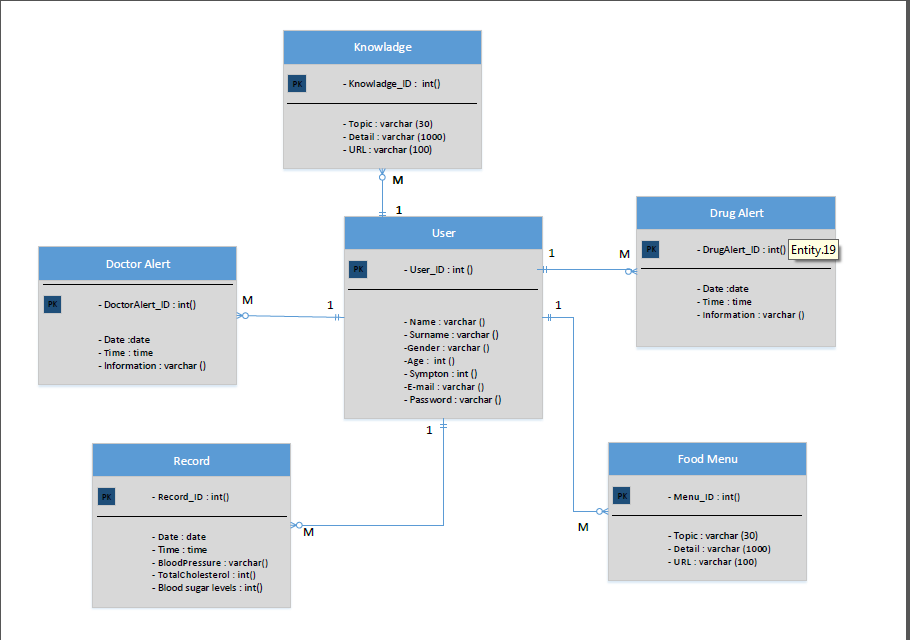 Knowladge
PK - Knowladge_ID : int()
- Topic : varchar (30)
- Detail : varchar (1000)
- URL : varchar (100)
M
1
User
PK - User_ID : int ()
- Name : varchar ()
- Surname : varchar ()
-Gender : varchar ()
-Age : int ()
- Sympton : int ()
-E-mail : varchar ()
- Password : varchar ()
1
M
Drug Alert
PK - DrugAlert_ID : int()
Entity.19
- Date :date
- Time : time
- Information : varchar ()
Doctor Alert
PK - DoctorAlert_ID : int()
- Date :date
- Time : time
- Information : varchar ()
M
1
1
1
M
Record
PK - Record_ID : int()
- Date : date
- Time : time
- BloodPressure : varchar()
- TotalCholesterol : int()
- Blood sugar levels : int()
M
Food Menu
PK - Menu_ID : int()
- Topic : varchar (30)
- Detail : varchar (1000)
- URL : varchar (100)